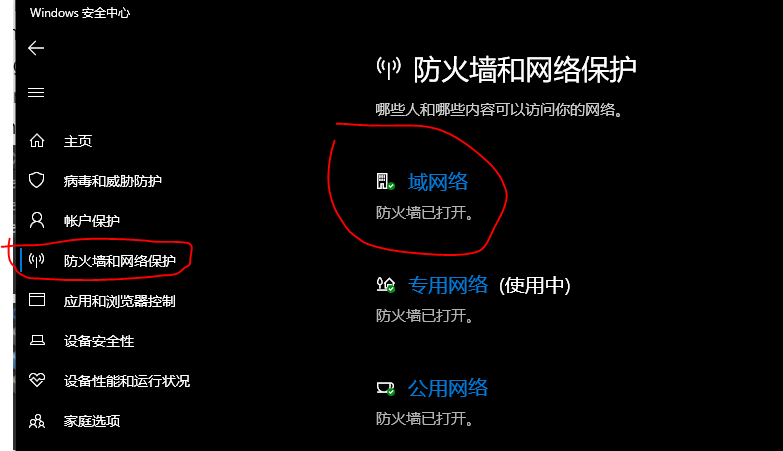 Windows 安全中心
主页
病毒和威胁防护
帐户保护
防火墙和网络保护
应用和浏览器控制
设备安全性
设备性能和运行状况
家庭选项
防火墙和网络保护
哪些人和哪些内容可以访问你的网络。
域网络
防火墙已打开。
专用网络 (使用中)
防火墙已打开。
公用网络
防火墙已打开。